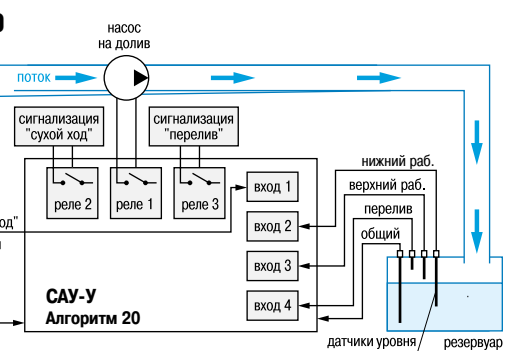 насос
на долив
поток
сигнализация
"сухой ход"
сигнализация
"перелив"
реле 2
реле 1
реле 3
вход 1
вход 2
вход 3
вход 4
нижний раб.
верхний раб.
перелив
общий
САУ-У
Алгоритм 20
датчики уровня
резервуар